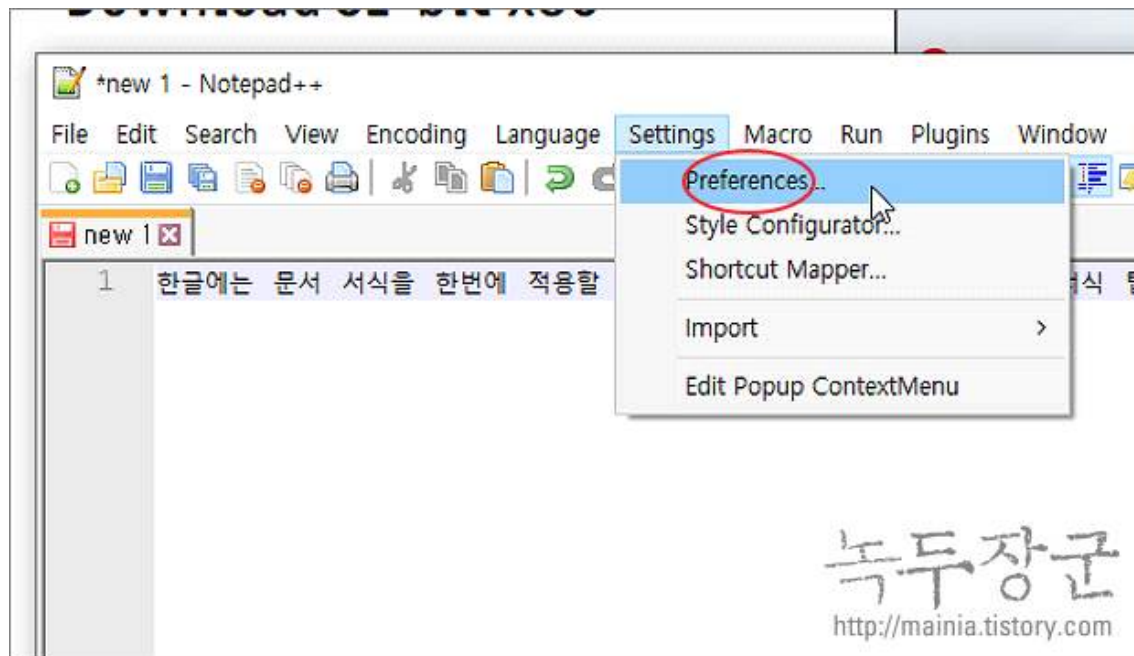 *new 1 - Notepad++
File Edit Search View Encoding Language Settings Macro Run Plugins Window
Preferences...
new 1
Style Configurator...
Shortcut Mapper...
1 한글에는 문서 서식을 한번에 적용할
Import
Edit Popup ContextMenu
녹두장군
http://mainia.tistory.com